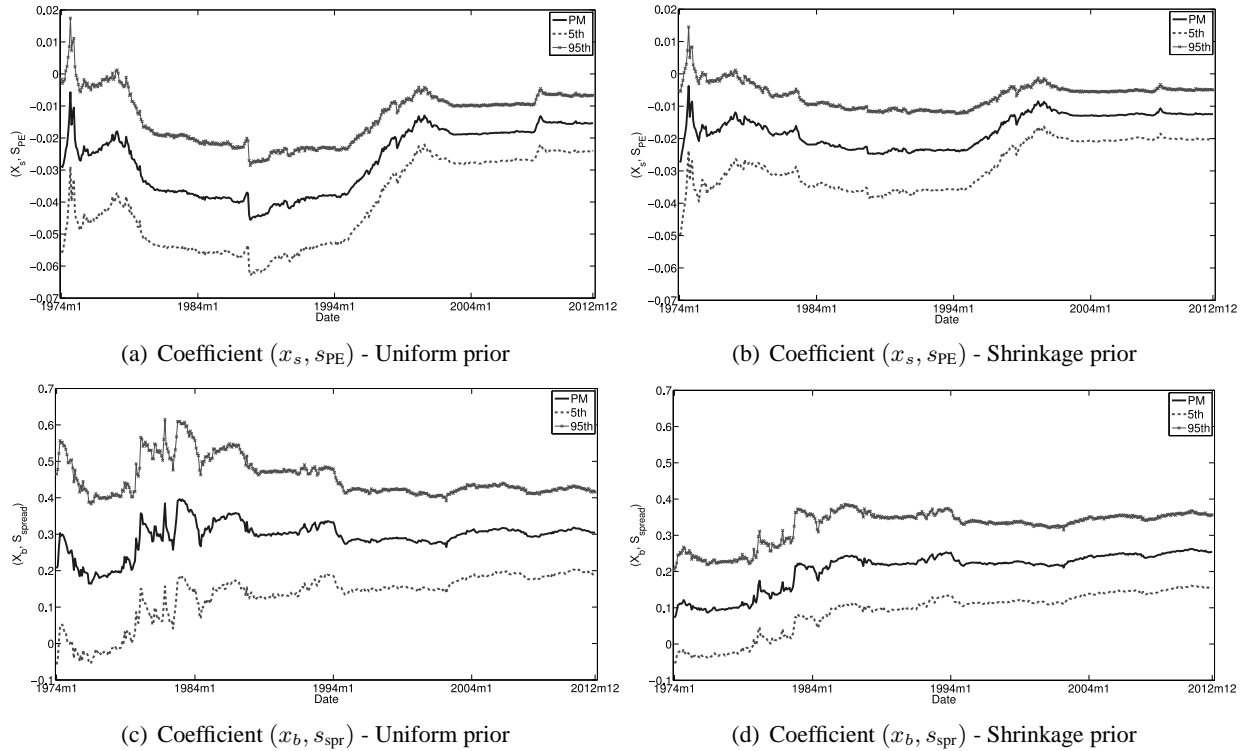 0.02
0.01
0
−0.01
−0.02
−0.03
−0.04
−0.05
−0.06
−0.07
(X_s, S_PE)
PM
5th
95th
1974m1 1984m1 1994m1 2004m1 2012m12
Date
(a) Coefficient (x_s, s_PE) - Uniform prior
0.02
0.01
0
−0.01
−0.02
−0.03
−0.04
−0.05
−0.06
−0.07
(X_s, S_PE)
PM
5th
95th
1974m1 1984m1 1994m1 2004m1 2012m12
Date
(b) Coefficient (x_s, s_PE) - Shrinkage prior
0.7
0.6
0.5
0.4
0.3
0.2
0.1
0
−0.1
(X_b, S_spread)
PM
5th
95th
1974m1 1984m1 1994m1 2004m1 2012m12
Date
(c) Coefficient (x_b, s_spr) - Uniform prior
0.7
0.6
0.5
0.4
0.3
0.2
0.1
0
−0.1
(X_b, S_spread)
PM
5th
95th
1974m1 1984m1 1994m1 2004m1 2012m12
Date
(d) Coefficient (x_b, s_spr) - Shrinkage prior